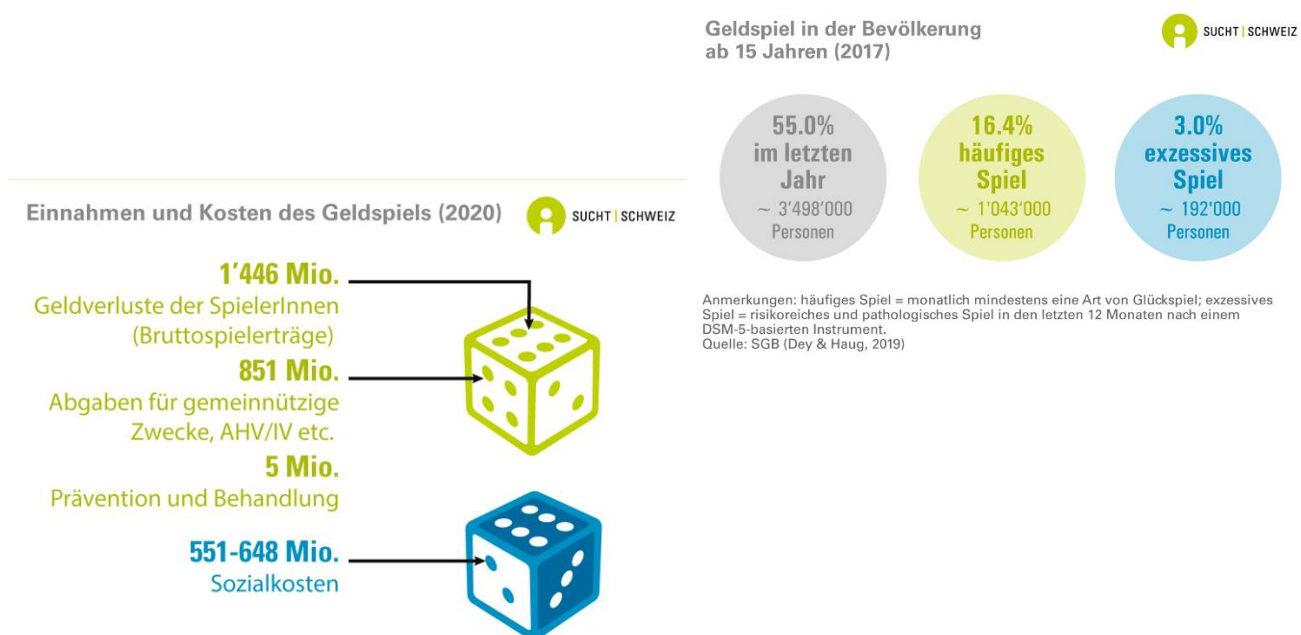 Einnahmen und Kosten des Geldspiels (2020)
SUCHT | SCHWEIZ
1'446 Mio.
Geldverluste der SpielerInnen
(Bruttospielerträge)
851 Mio.
Abgaben für gemeinnützige
Zwecke, AHV/IV etc.
5 Mio.
Prävention und Behandlung
551-648 Mio.
Sozialkosten
Geldspiel in der Bevölkerung
ab 15 Jahren (2017)
SUCHT | SCHWEIZ
55.0%
im letzten
Jahr
~ 3'498'000
Personen
16.4%
häufiges
Spiel
~ 1'043'000
Personen
3.0%
exzessives
Spiel
~ 192'000
Personen
Anmerkungen: häufiges Spiel = monatlich mindestens eine Art von Glückspiel; exzessives
Spiel = risikoreiches und pathologisches Spiel in den letzten 12 Monaten nach einem
DSM-5-basierten Instrument.
Quelle: SGB (Dey & Haug, 2019)